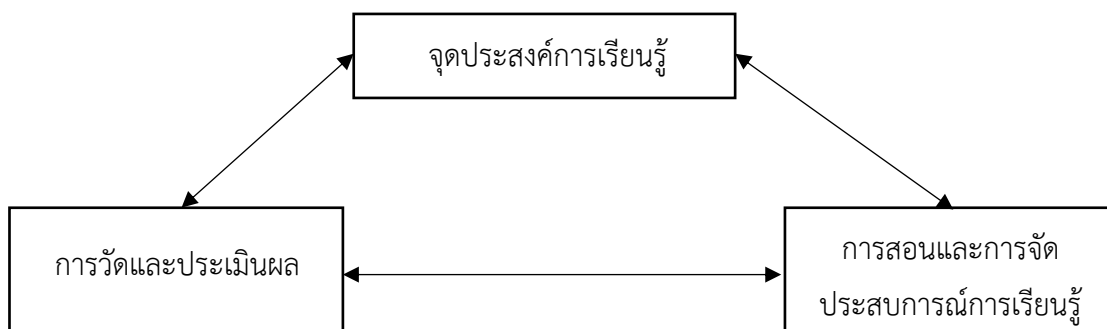 จุดประสงค์การเรียนรู้
การวัดและประเมินผล
การสอนและการจัด
ประสบการณ์การเรียนรู้